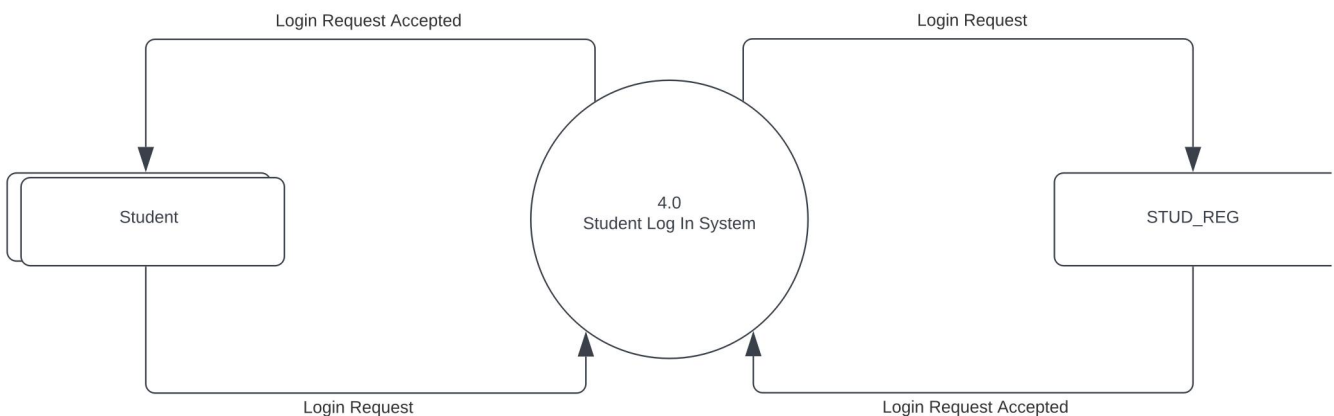 Login Request Accepted
Login Request
Student
4.0
Student Log In System
STUD_REG
Login Request
Login Request Accepted